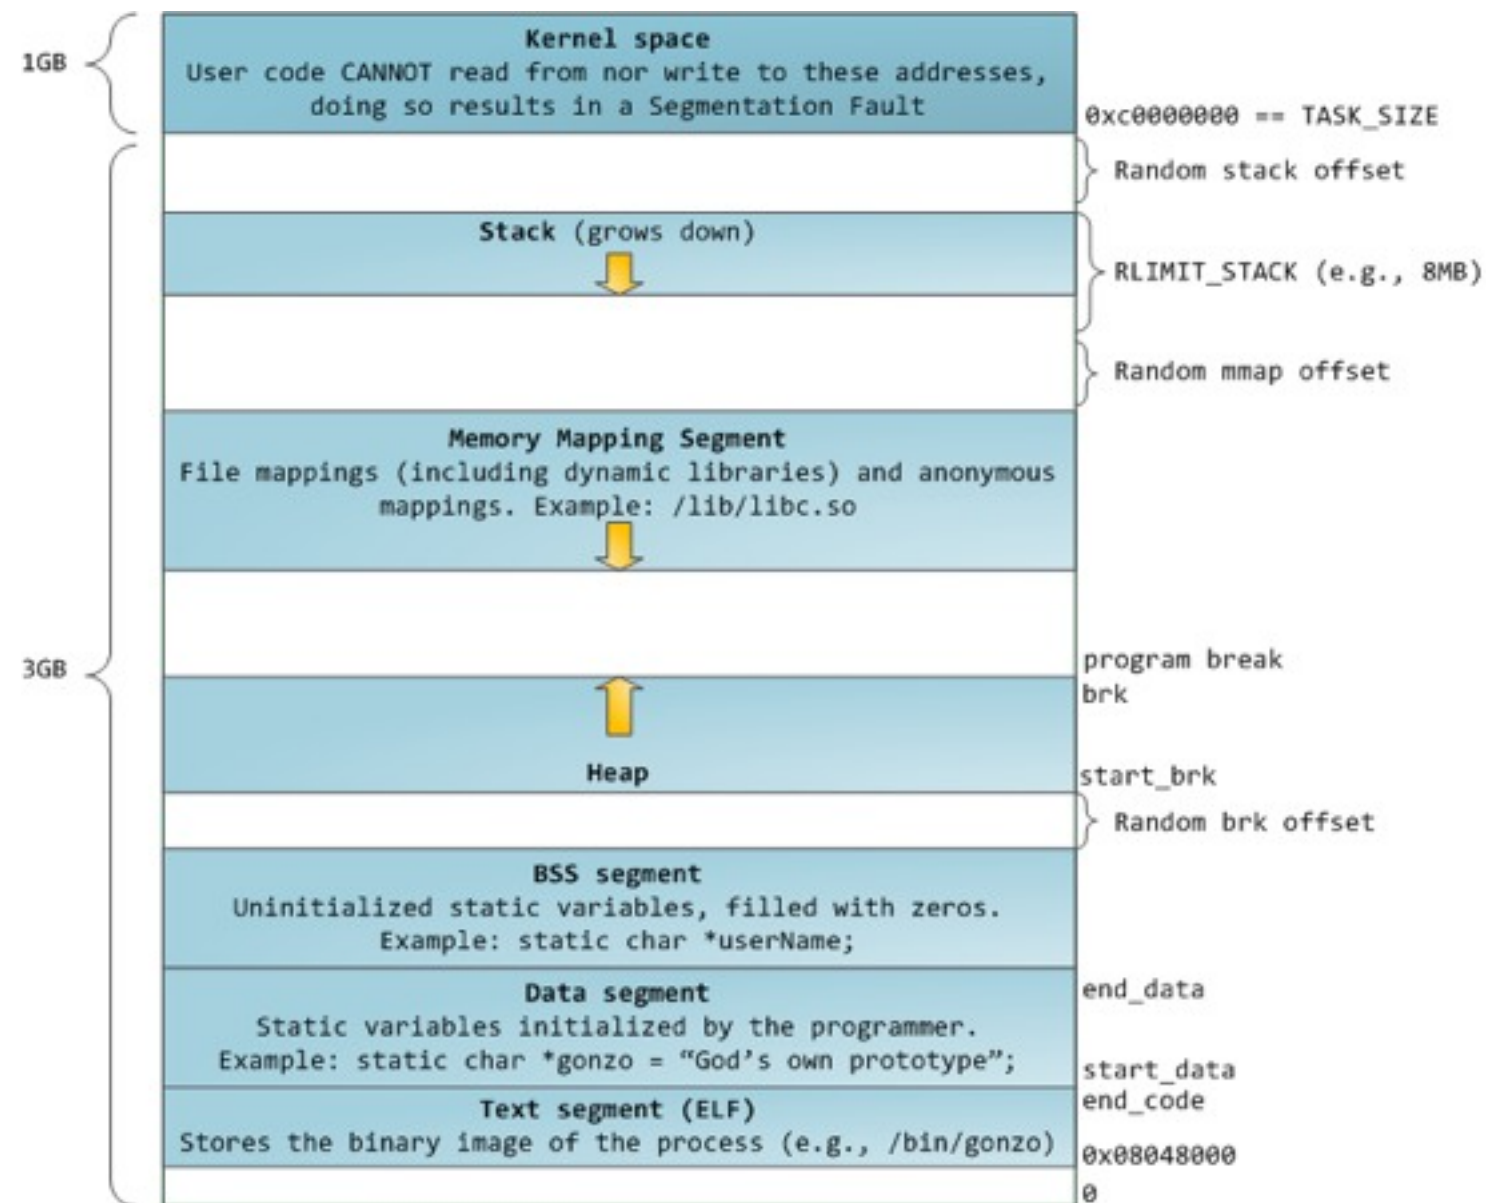 Kernel space
1GB
User code CANNOT read from nor write to these addresses,
doing so results in a Segmentation Fault
0xc0000000 == TASK_SIZE
Random stack offset
Stack (grows down)
RLIMIT_STACK (e.g., 8MB)
Random mmap offset
Memory Mapping Segment
File mappings (including dynamic libraries) and anonymous
mappings. Example: /lib/libc.so
3GB
program break
brk
Heap
start_brk
Random brk offset
BSS segment
Uninitialized static variables, filled with zeros.
Example: static char *userName;
Data segment
end_data
Static variables initialized by the programmer.
Example: static char *gonzo = “God’s own prototype”;
start_data
end_code
Text segment (ELF)
Stores the binary image of the process (e.g., /bin/gonzo)
0x08048000
0